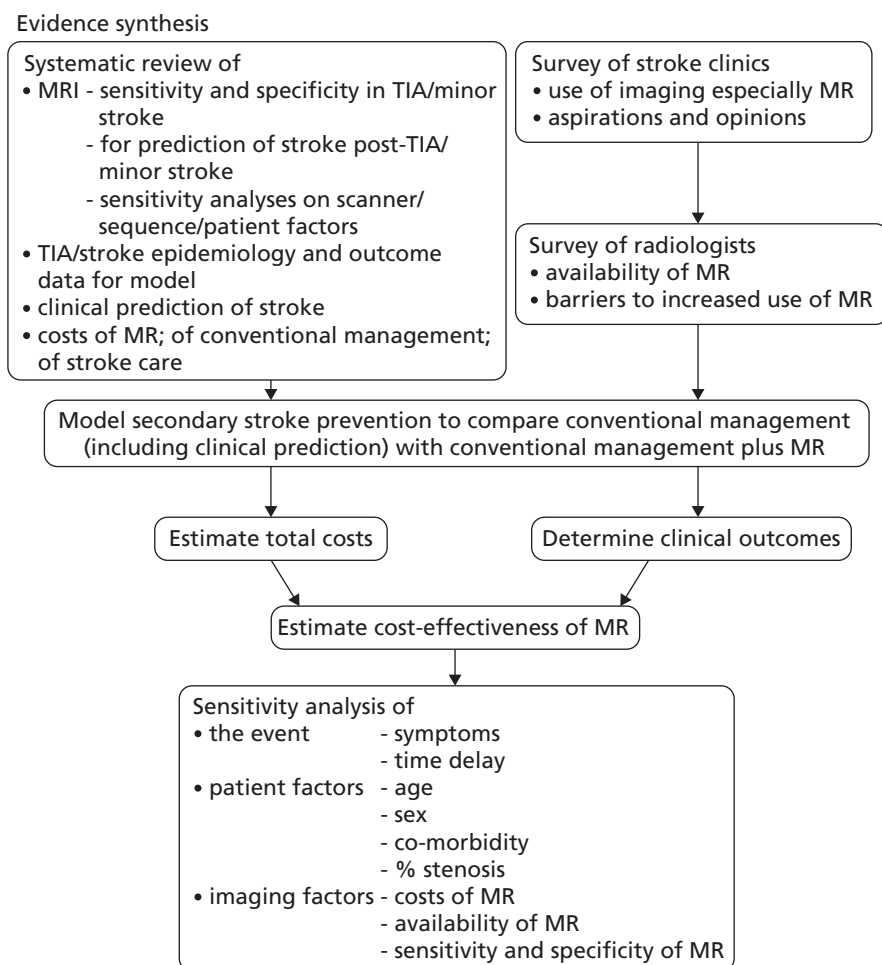 Evidence synthesis
Systematic review of
• MRI - sensitivity and specificity in TIA/minor
stroke
- for prediction of stroke post-TIA/
minor stroke
- sensitivity analyses on scanner/
sequence/patient factors
• TIA/stroke epidemiology and outcome
data for model
• clinical prediction of stroke
• costs of MR; of conventional management;
of stroke care
Survey of stroke clinics
• use of imaging especially MR
• aspirations and opinions
Survey of radiologists
• availability of MR
• barriers to increased use of MR
Model secondary stroke prevention to compare conventional management
(including clinical prediction) with conventional management plus MR
Estimate total costs
Determine clinical outcomes
Estimate cost-effectiveness of MR
Sensitivity analysis of
• the event - symptoms
- time delay
• patient factors - age
- sex
- co-morbidity
- % stenosis
• imaging factors - costs of MR
- availability of MR
- sensitivity and specificity of MR